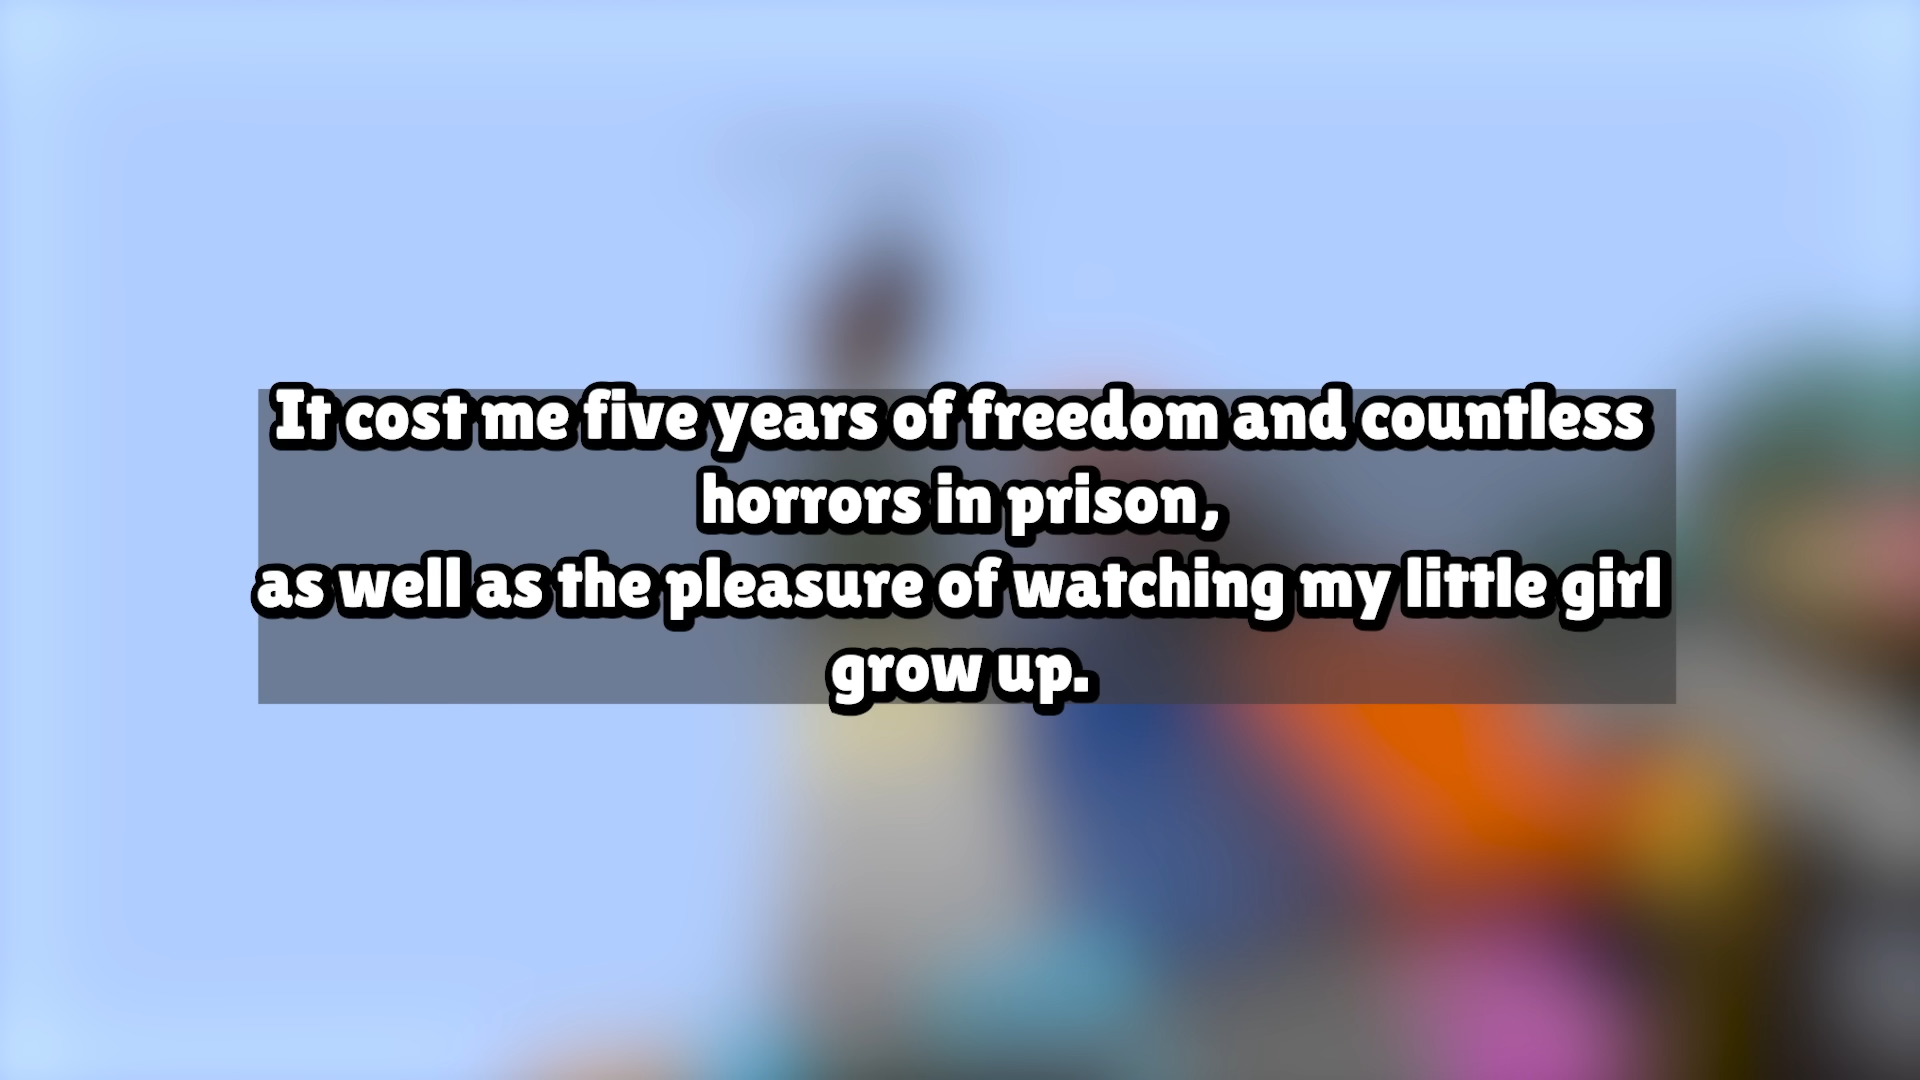 It cost me five years of freedom and countless
horrors in prison,
as well as the pleasure of watching my little girl
grow up.